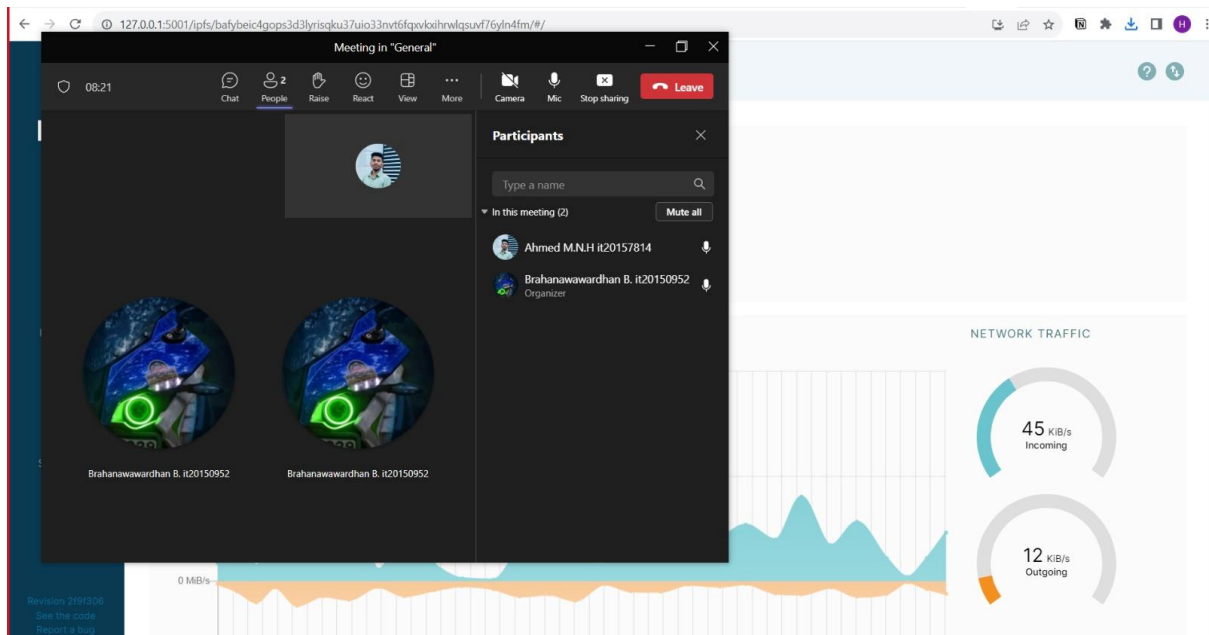 127.0.0.1:5001/ipfs/bafybeic4gops3d3lyrisqku37uio33nvt6fqxvkxihrwlqsuvf76yln4fm/#/
H
Meeting in "General"
08:21
Chat
People 2
Raise
React
View
More
Camera
Mic
Stop sharing
Leave
Participants
Type a name
In this meeting (2)
Mute all
Ahmed M.N.H it20157814
Brahanawawardhan B. it20150952
Organizer
Brahanawawardhan B. it20150952
Brahanawawardhan B. it20150952
NETWORK TRAFFIC
45 KiB/s
Incoming
12 KiB/s
Outgoing
0 MiB/s
Revision 2f9f306
See the code
Report a bug